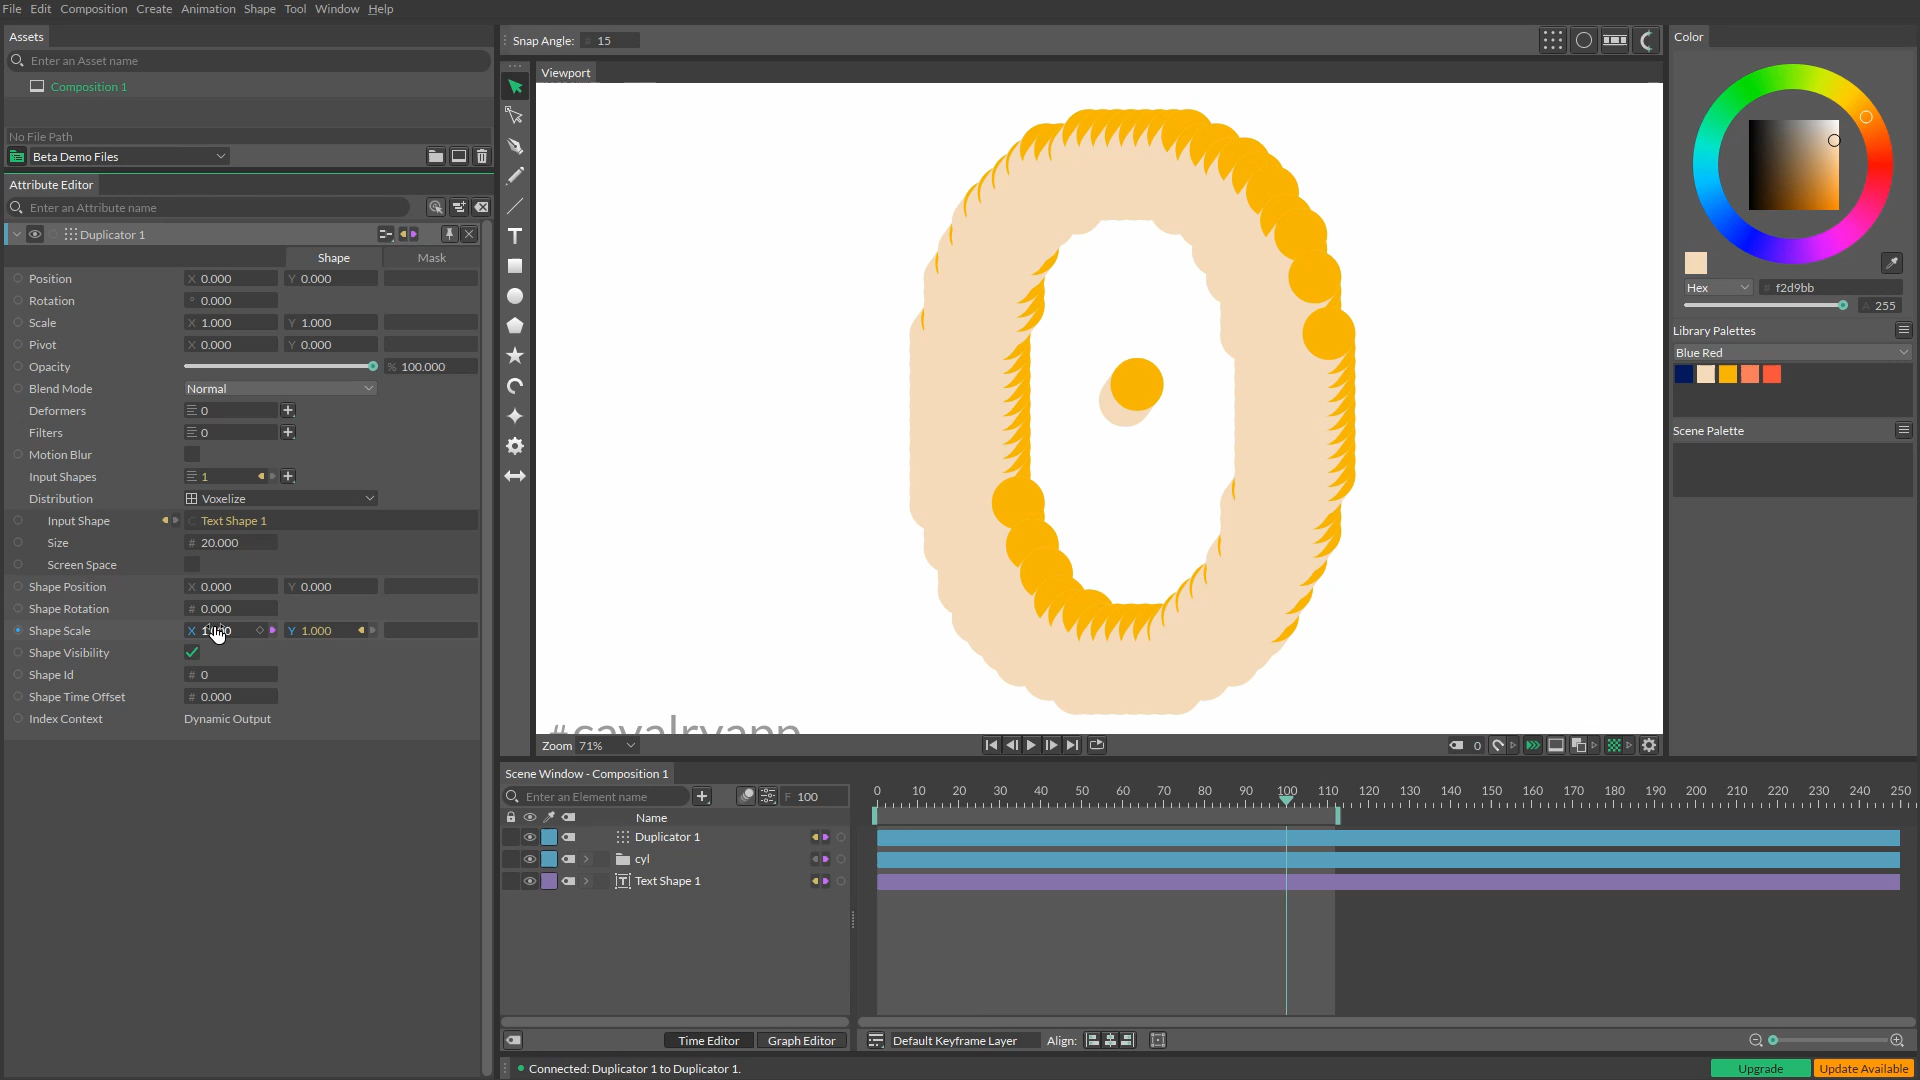 File Edit Composition Create Animation Shape Tool Window Help
Assets
Enter an Asset name
Composition 1
No File Path
Beta Demo Files
Attribute Editor
Enter an Attribute name
Duplicator 1
Shape Mask
Position X 0.000 Y 0.000
Rotation ° 0.000
Scale X 1.000 Y 1.000
Pivot X 0.000 Y 0.000
Opacity % 100.000
Blend Mode Normal
Deformers 0
Filters 0
Motion Blur
Input Shapes 1
Distribution Voxelize
Input Shape Text Shape 1
Size # 20.000
Screen Space
Shape Position X 0.000 Y 0.000
Shape Rotation # 0.000
Shape Scale X Y 1.000
Shape Visibility
Shape Id # 0
Shape Time Offset # 0.000
Index Context Dynamic Output
Snap Angle: 15
Viewport
0
#cavalryapp
Zoom 71%
0
Scene Window - Composition 1
Enter an Element name
F 100
Name
Duplicator 1
cyl
Text Shape 1
0 10 20 30 40 50 60 70 80 90 100 110 120 130 140 150 160 170 180 190 200 210 220 230 240 250
Time Editor Graph Editor
Default Keyframe Layer Align:
Connected: Duplicator 1 to Duplicator 1.
Upgrade Update Available
Color
Hex # f2d9bb
A 255
Library Palettes
Blue Red
Scene Palette